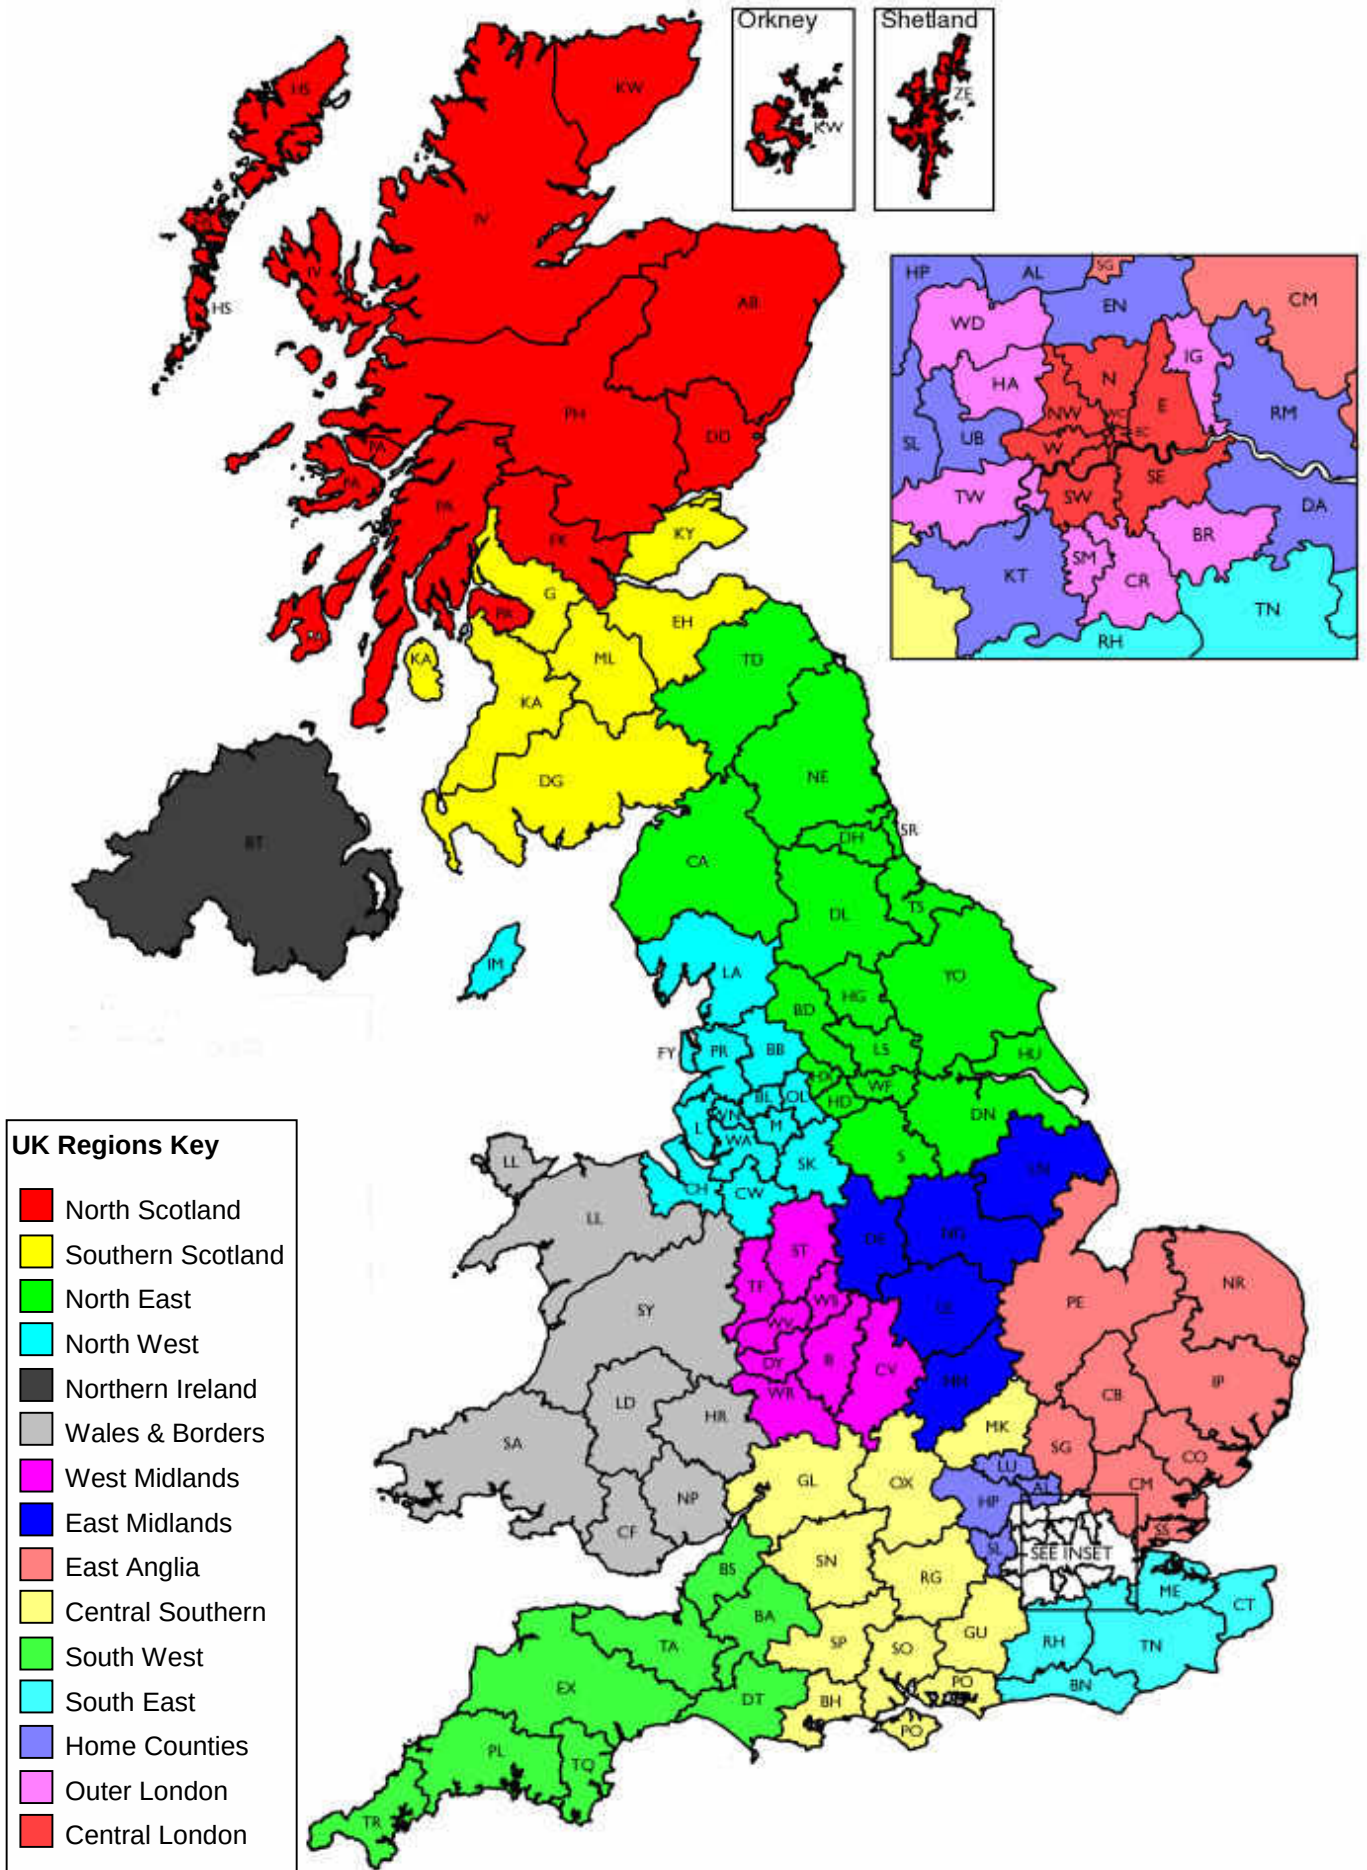 Orkney
Shetland
HS
KW
ZE
KW
IV
HS
IV
HS
AB
PH
DD
PA
PA
PA
FK
KY
G
PA
EH
PA
KA
ML
TD
KA
DG
NE
BT
SR
DH
CA
DL
TS
IM
LA
YO
HG
BD
FY
PR
BB
LS
HU
HX
WF
BL
OL
HD
DN
L
WN
M
WA
S
LN
LL
SK
CH
CW
LL
ST
DE
NG
NR
TF
PE
SY
WS
LE
WV
B
CV
DY
NN
IP
WR
CB
LD
HR
MK
SA
SG
CO
LU
GL
OX
CM
AL
HP
NP
CF
SS
SL
SEE INSET
SN
BS
RG
ME
CT
BA
TA
SP
SO
GU
RH
TN
EX
DT
BH
PO
BN
PO
PL
TQ
TR
HP
AL
SG
CM
EN
WD
IG
HA
N
NW
WC
E
RM
EC
SL
UB
W
SE
TW
SW
DA
BR
SM
KT
CR
TN
RH
UK Regions Key
North Scotland
Southern Scotland
North East
North West
Northern Ireland
Wales & Borders
West Midlands
East Midlands
East Anglia
Central Southern
South West
South East
Home Counties
Outer London
Central London